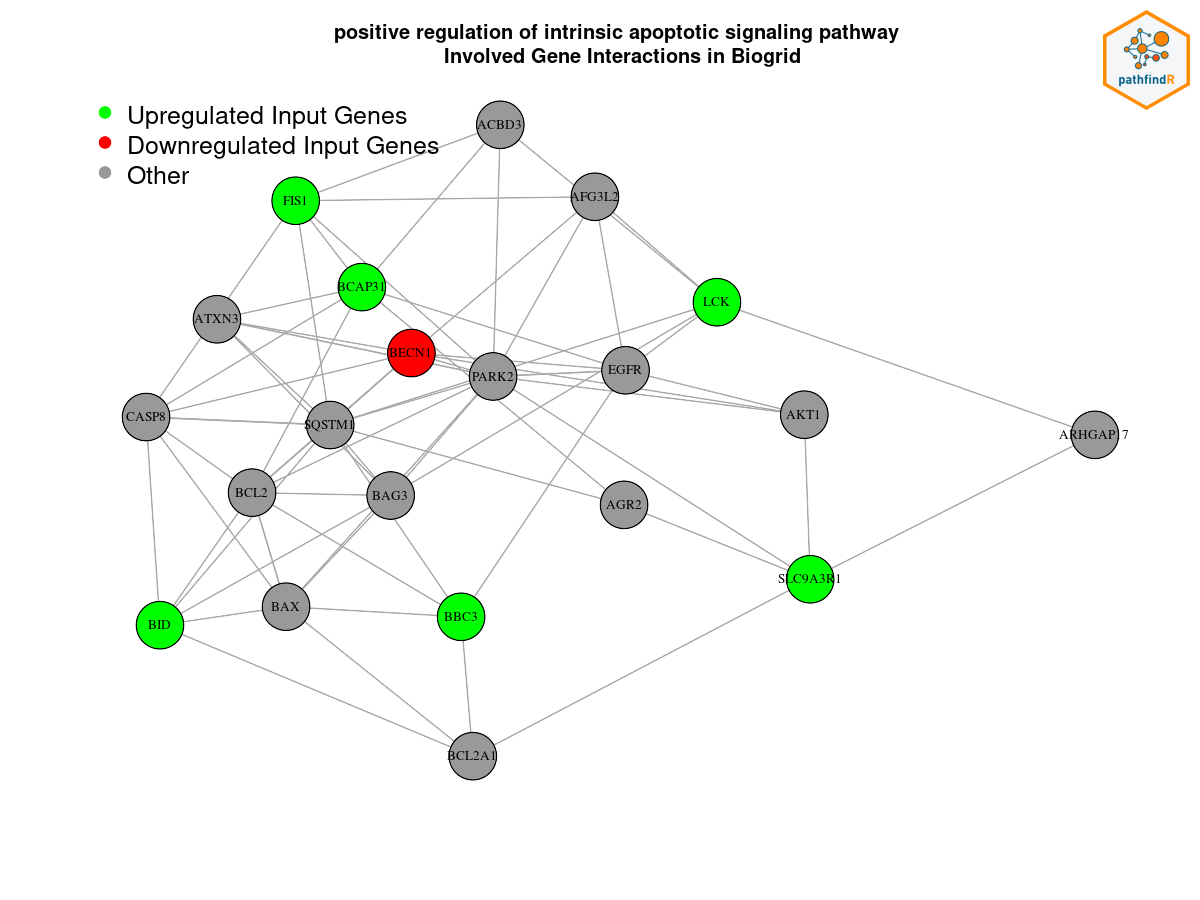 positive regulation of intrinsic apoptotic signaling pathway
Involved Gene Interactions in Biogrid
pathfindR
Upregulated Input Genes
Downregulated Input Genes
Other
ACBD3
FIS1
AFG3L2
BCAP31
LCK
ATXN3
BECN1
PARK2
EGFR
CASP8
SQSTM1
AKT1
ARHGAP17
BCL2
BAG3
AGR2
SLC9A3R1
BID
BAX
BBC3
BCL2A1